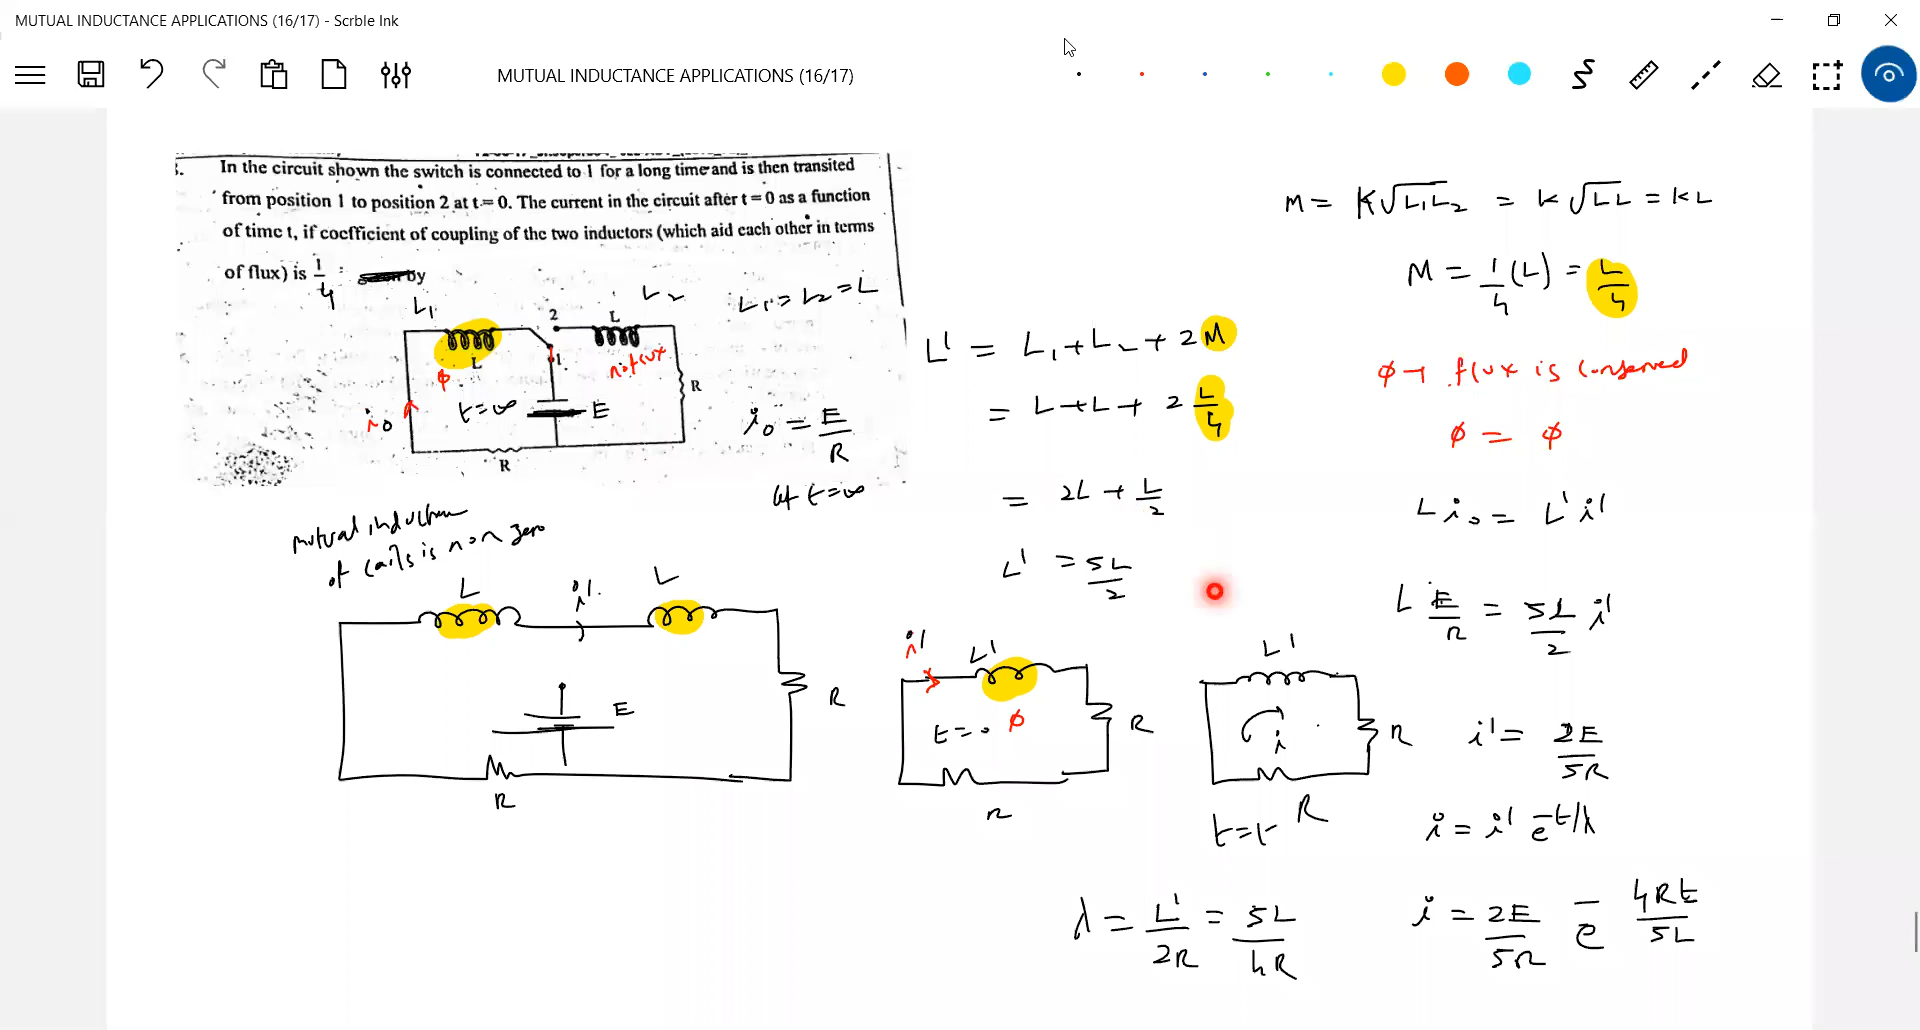 MUTUAL INDUCTANCE APPLICATIONS (16/17) - Scrble Ink
MUTUAL INDUCTANCE APPLICATIONS (16/17)
In the circuit shown the switch is connected to 1 for a long time and is then transited
from position 1 to position 2 at t = 0. The current in the circuit after t = 0 as a function
of time t, if coefficient of coupling of the two inductors (which aid each other in terms
of flux) is 1/4 by
L₁
L₂
L₁ = L₂ = L
2
L
L
1.
no flux
R
ϕ
i₀
t=∞
E
R
i₀ = E/R
at t=∞
mutual induction
of coils is non zero
L
i'.
L
E
R
R
L' = L₁+L₂+2M
= L+L+ 2 L/4
= 2L + L/2
L' = 5L/2
i'
L'
t=0
ϕ
R
R
L'
i
R
R
t=t
λ = L'/2R = 5L/4R
M = K√L₁L₂ = K√LL = KL
M = 1/4 (L) = L/4
ϕ → flux is conserved
ϕ = ϕ
Li₀ = L'i'
L E/R = 5L/2 i'
i' = 2E/5R
i = i' e^-t/λ
i = 2E/5R e^-4Rt/5L